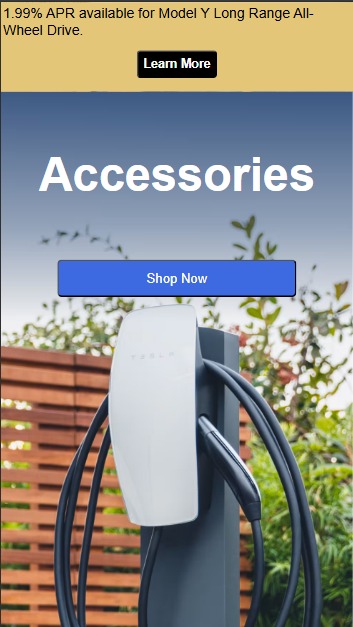 1.99% APR available for Model Y Long Range All-
Wheel Drive.
Learn More
Accessories
Shop Now
TESLA